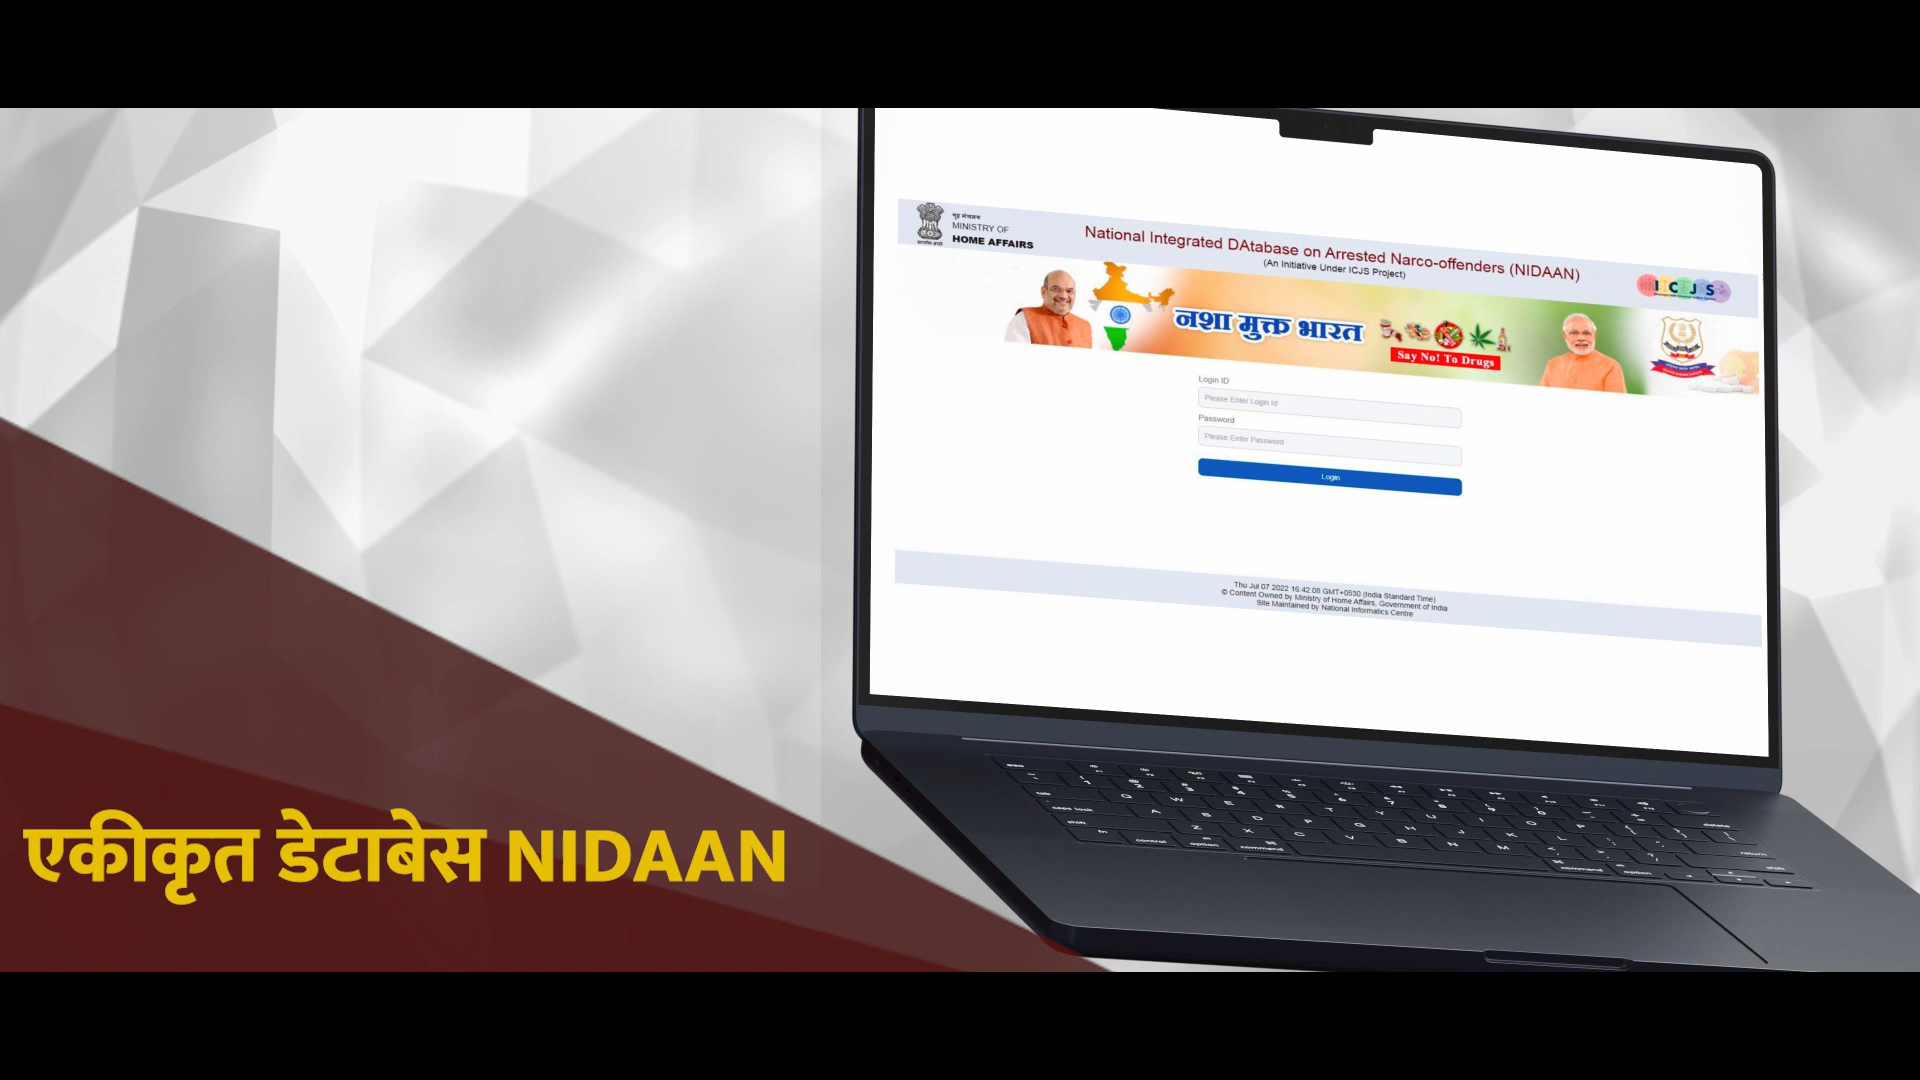 गृह मंत्रालय
MINISTRY OF
HOME AFFAIRS
National Integrated DAtabase on Arrested Narco-offenders (NIDAAN)
(An Initiative Under ICJS Project)
ICJS
नशा मुक्त भारत
Say No! To Drugs
Login ID
Please Enter Login Id
Password
Please Enter Password
Login
Thu Jul 07 2022 16:42:08 GMT+0530 (India Standard Time)
© Content Owned by Ministry of Home Affairs, Government of India
Site Maintained by National Informatics Centre
एकीकृत डेटाबेस NIDAAN